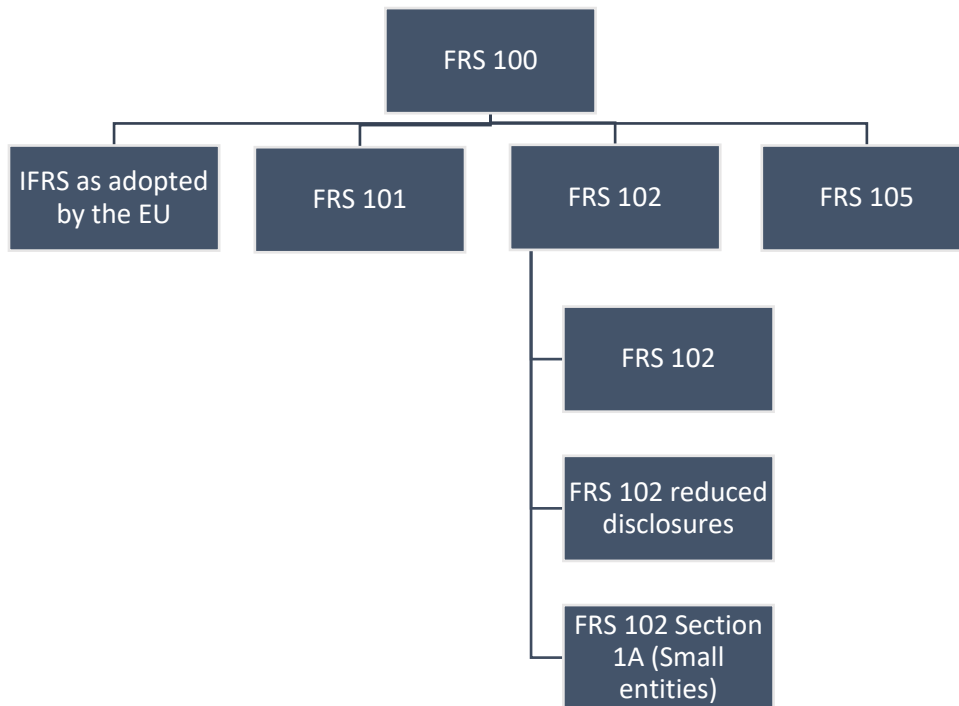 FRS 100
IFRS as adopted
by the EU
FRS 101
FRS 102
FRS 105
FRS 102
FRS 102 reduced
disclosures
FRS 102 Section
1A (Small
entities)